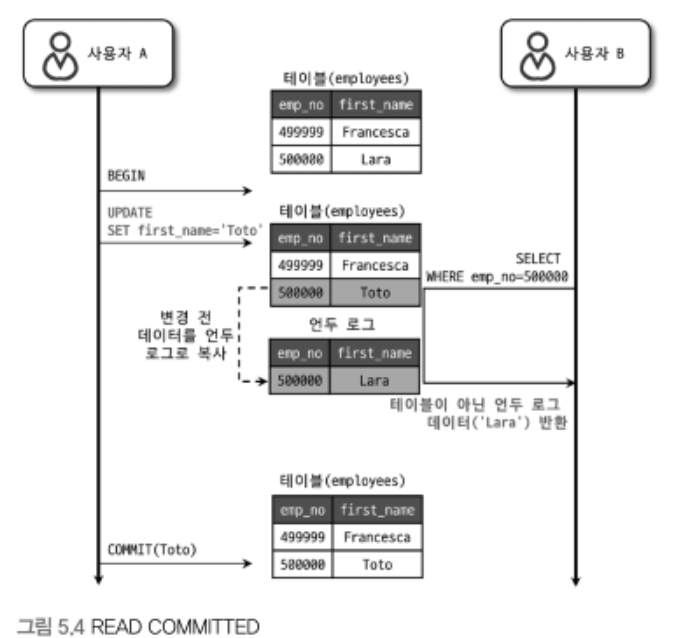 사용자 A
사용자 B
테이블(employees)
emp_no first_name
499999 Francesca
500000 Lara
BEGIN
UPDATE
SET first_name='Toto'
테이블(employees)
emp_no first_name
499999 Francesca
500000 Toto
SELECT
WHERE emp_no=500000
변경 전
데이터를 언두
로그로 복사
언두 로그
emp_no first_name
500000 Lara
테이블이 아닌 언두 로그
데이터('Lara') 반환
테이블(employees)
emp_no first_name
499999 Francesca
500000 Toto
COMMIT(Toto)
그림 5.4 READ COMMITTED